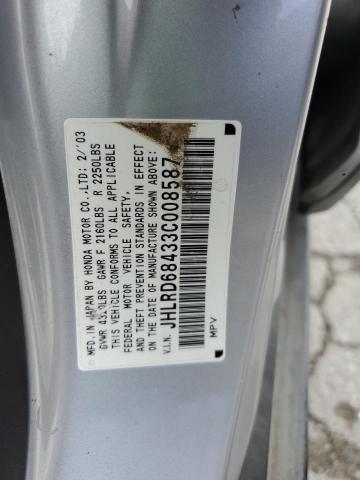 MFD. IN JAPAN BY HONDA MOTOR CO.,LTD: 2/'03
GVWR LBS GAWR F 2160LBS R 2250LBS
THIS VEHICLE CONFORMS TO ALL APPLICABLE
FEDERAL MOTOR VEHICLE SAFETY,
AND THEFT PREVENTION STANDARDS IN EFFECT
ON THE DATE OF MANUFACTURE SHOWN ABOVE:
V.I.N. JHLRD68433C008587
MPV